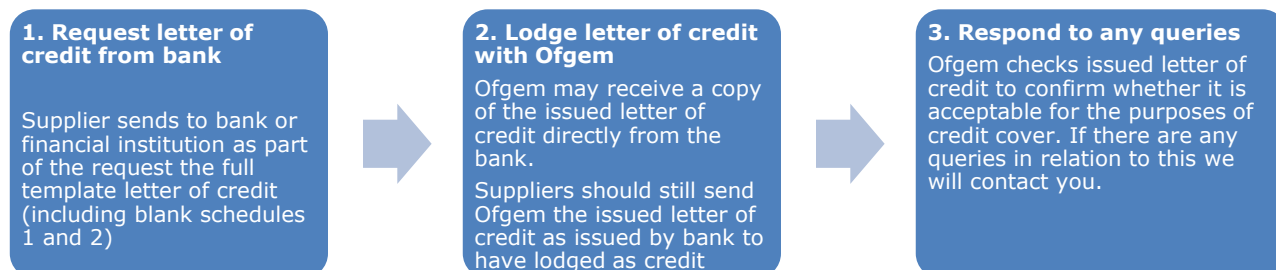 1. Request letter of
credit from bank
Supplier sends to bank or
financial institution as part
of the request the full
template letter of credit
(including blank schedules
1 and 2)
2. Lodge letter of credit
with Ofgem
Ofgem may receive a copy
of the issued letter of
credit directly from the
bank.
Suppliers should still send
Ofgem the issued letter of
credit as issued by bank to
have lodged as credit
3. Respond to any queries
Ofgem checks issued letter of
credit to confirm whether it is
acceptable for the purposes of
credit cover. If there are any
queries in relation to this we
will contact you.